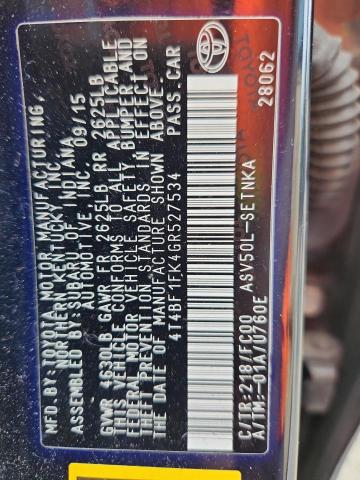 MFD. BY: TOYOTA MOTOR MANUFACTURING,
NORTHERN KENTUCKY, INC.
ASSEMBLED BY: SUBARU OF INDIANA
AUTOMOTIVE, INC. 09/15
GVWR 4630LB GAWR FR 2625LB RR 2625LB
THIS VEHICLE CONFORMS TO ALL APPLICABLE
FEDERAL MOTOR VEHICLE SAFETY, BUMPER, AND
THEFT PREVENTION STANDARDS IN EFFECT ON
THE DATE OF MANUFACTURE SHOWN ABOVE.
4T4BF1FK4GR527534 PASS.CAR
C/TR:218/FC00 ASV50L-SETNKA
A/TM:-01A/U760E 28062
TOYOTA